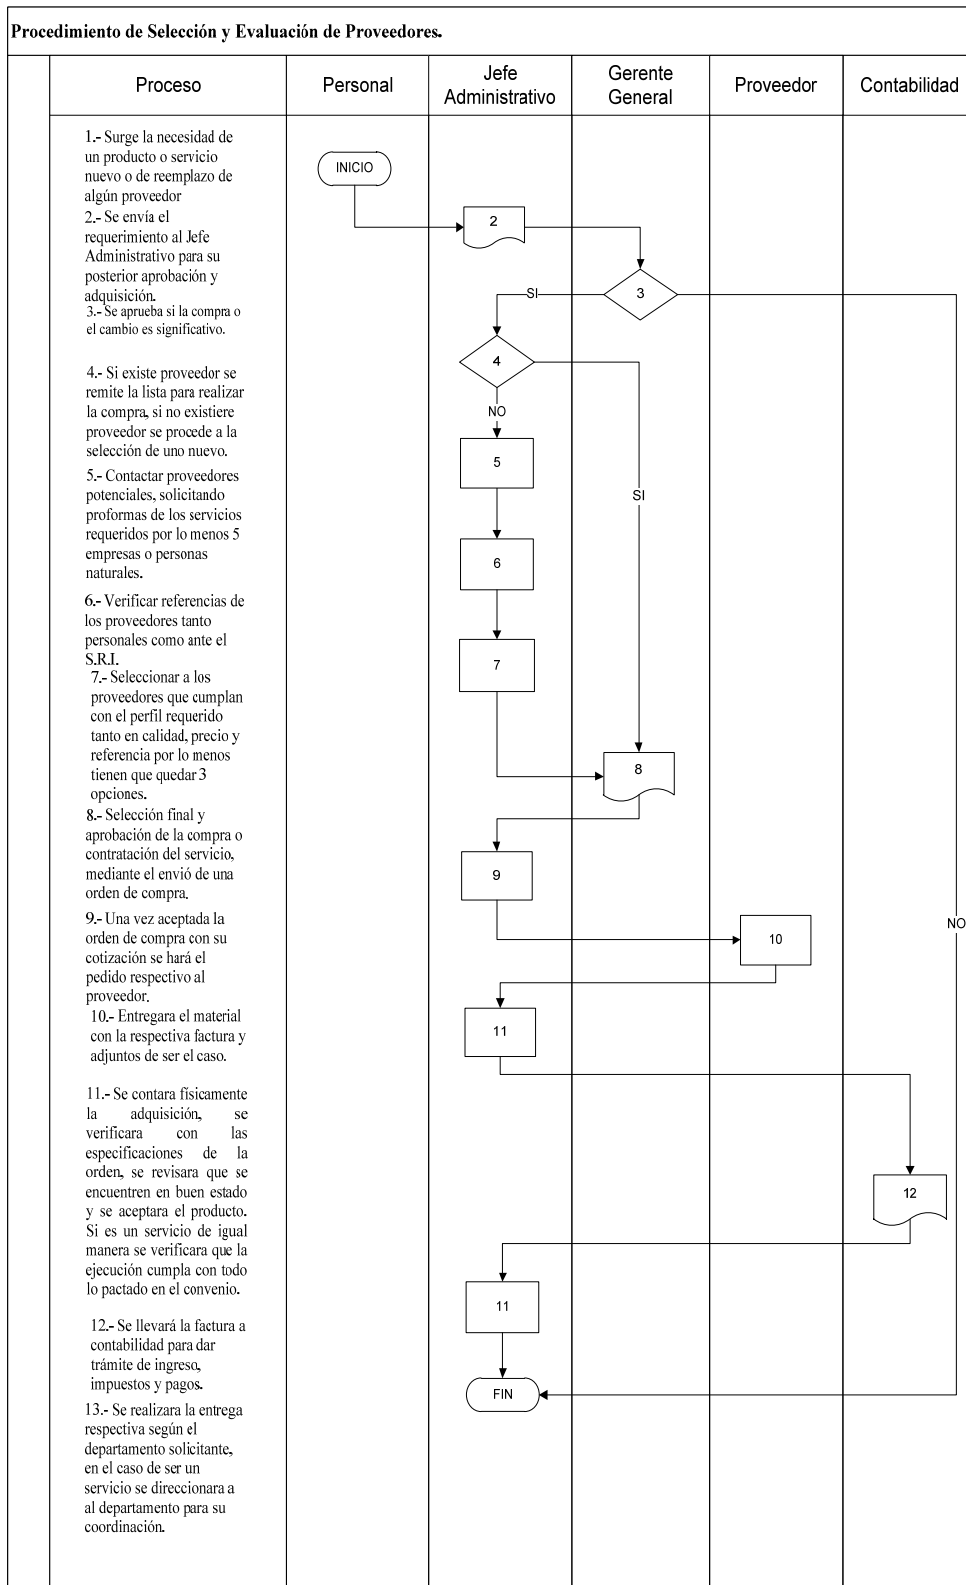 Procedimiento de Selección y Evaluación de Proveedores.
Proceso
Personal
Jefe
Administrativo
Gerente
General
Proveedor
Contabilidad
1.- Surge la necesidad de
un producto o servicio
nuevo o de reemplazo de
algún proveedor
2.- Se envía el
requerimiento al Jefe
Administrativo para su
posterior aprobación y
adquisición.
3.- Se aprueba si la compra o
el cambio es significativo.
4.- Si existe proveedor se
remite la lista para realizar
la compra, si no existiere
proveedor se procede a la
selección de uno nuevo.
5.- Contactar proveedores
potenciales, solicitando
proformas de los servicios
requeridos por lo menos 5
empresas o personas
naturales.
6.- Verificar referencias de
los proveedores tanto
personales como ante el
S.R.I.
7.- Seleccionar a los
proveedores que cumplan
con el perfil requerido
tanto en calidad, precio y
referencia por lo menos
tienen que quedar 3
opciones.
8.- Selección final y
aprobación de la compra o
contratación del servicio,
mediante el envió de una
orden de compra.
9.- Una vez aceptada la
orden de compra con su
cotización se hará el
pedido respectivo al
proveedor.
10.- Entregara el material
con la respectiva factura y
adjuntos de ser el caso.
11.- Se contara físicamente
la adquisición, se
verificara con las
especificaciones de la
orden, se revisara que se
encuentren en buen estado
y se aceptara el producto.
Si es un servicio de igual
manera se verificara que la
ejecución cumpla con todo
lo pactado en el convenio.
12.- Se llevará la factura a
contabilidad para dar
trámite de ingreso,
impuestos y pagos.
13.- Se realizara la entrega
respectiva según el
departamento solicitante,
en el caso de ser un
servicio se direccionara a
al departamento para su
coordinación.
INICIO
2
3
SI
4
NO
5
SI
6
7
8
9
NO
10
11
12
11
FIN